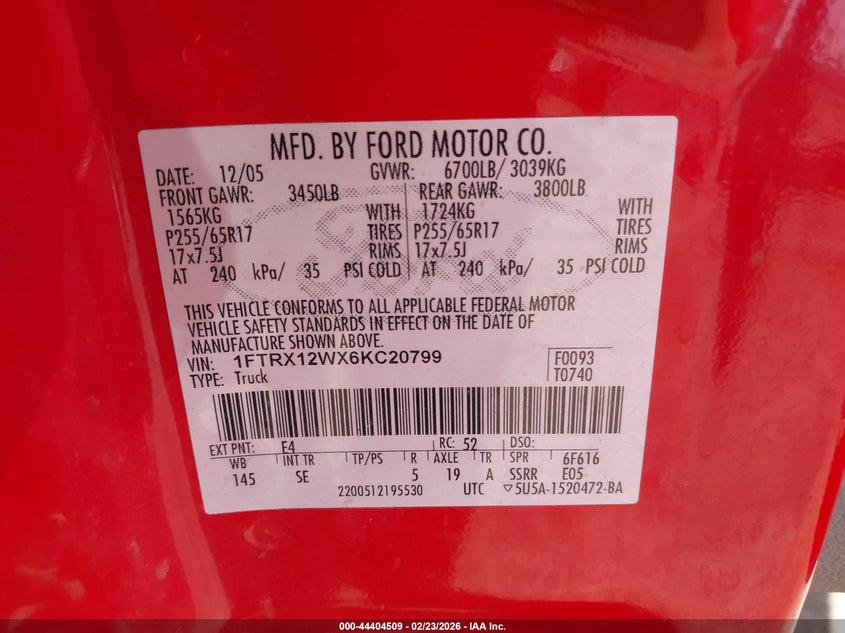 MFD. BY FORD MOTOR CO.
DATE: 12/05 GVWR: 6700LB/ 3039KG
FRONT GAWR: 3450LB REAR GAWR: 3800LB
1565KG WITH 1724KG WITH
P255/65R17 TIRES P255/65R17 TIRES
17x7.5J RIMS 17x7.5J RIMS
AT 240 kPa/ 35 PSI COLD AT 240 kPa/ 35 PSI COLD
Ford
THIS VEHICLE CONFORMS TO ALL APPLICABLE FEDERAL MOTOR
VEHICLE SAFETY STANDARDS IN EFFECT ON THE DATE OF
MANUFACTURE SHOWN ABOVE.
VIN: 1FTRX12WX6KC20799 F0093
TYPE: Truck T0740
EXT PNT: E4 RC: 52 DSO:
WB INT TR TP/PS R AXLE TR SPR 6F616
145 SE 5 19 A SSRR E05
2200512195530 UTC ▽5U5A-1520472-BA
000-44404509 - 02/23/2026 - IAA Inc.